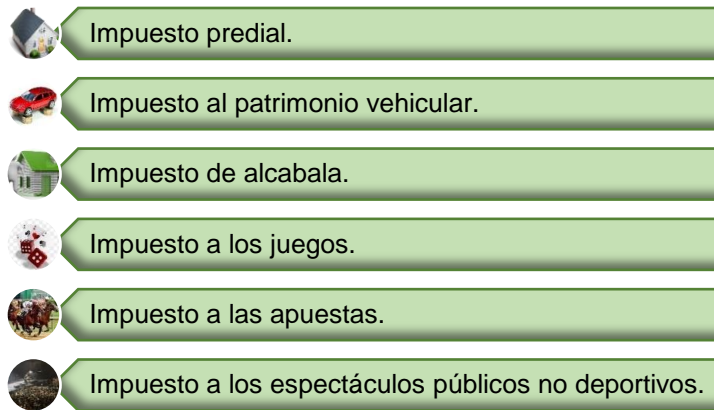 Impuesto predial.
Impuesto al patrimonio vehicular.
Impuesto de alcabala.
Impuesto a los juegos.
Impuesto a las apuestas.
Impuesto a los espectáculos públicos no deportivos.